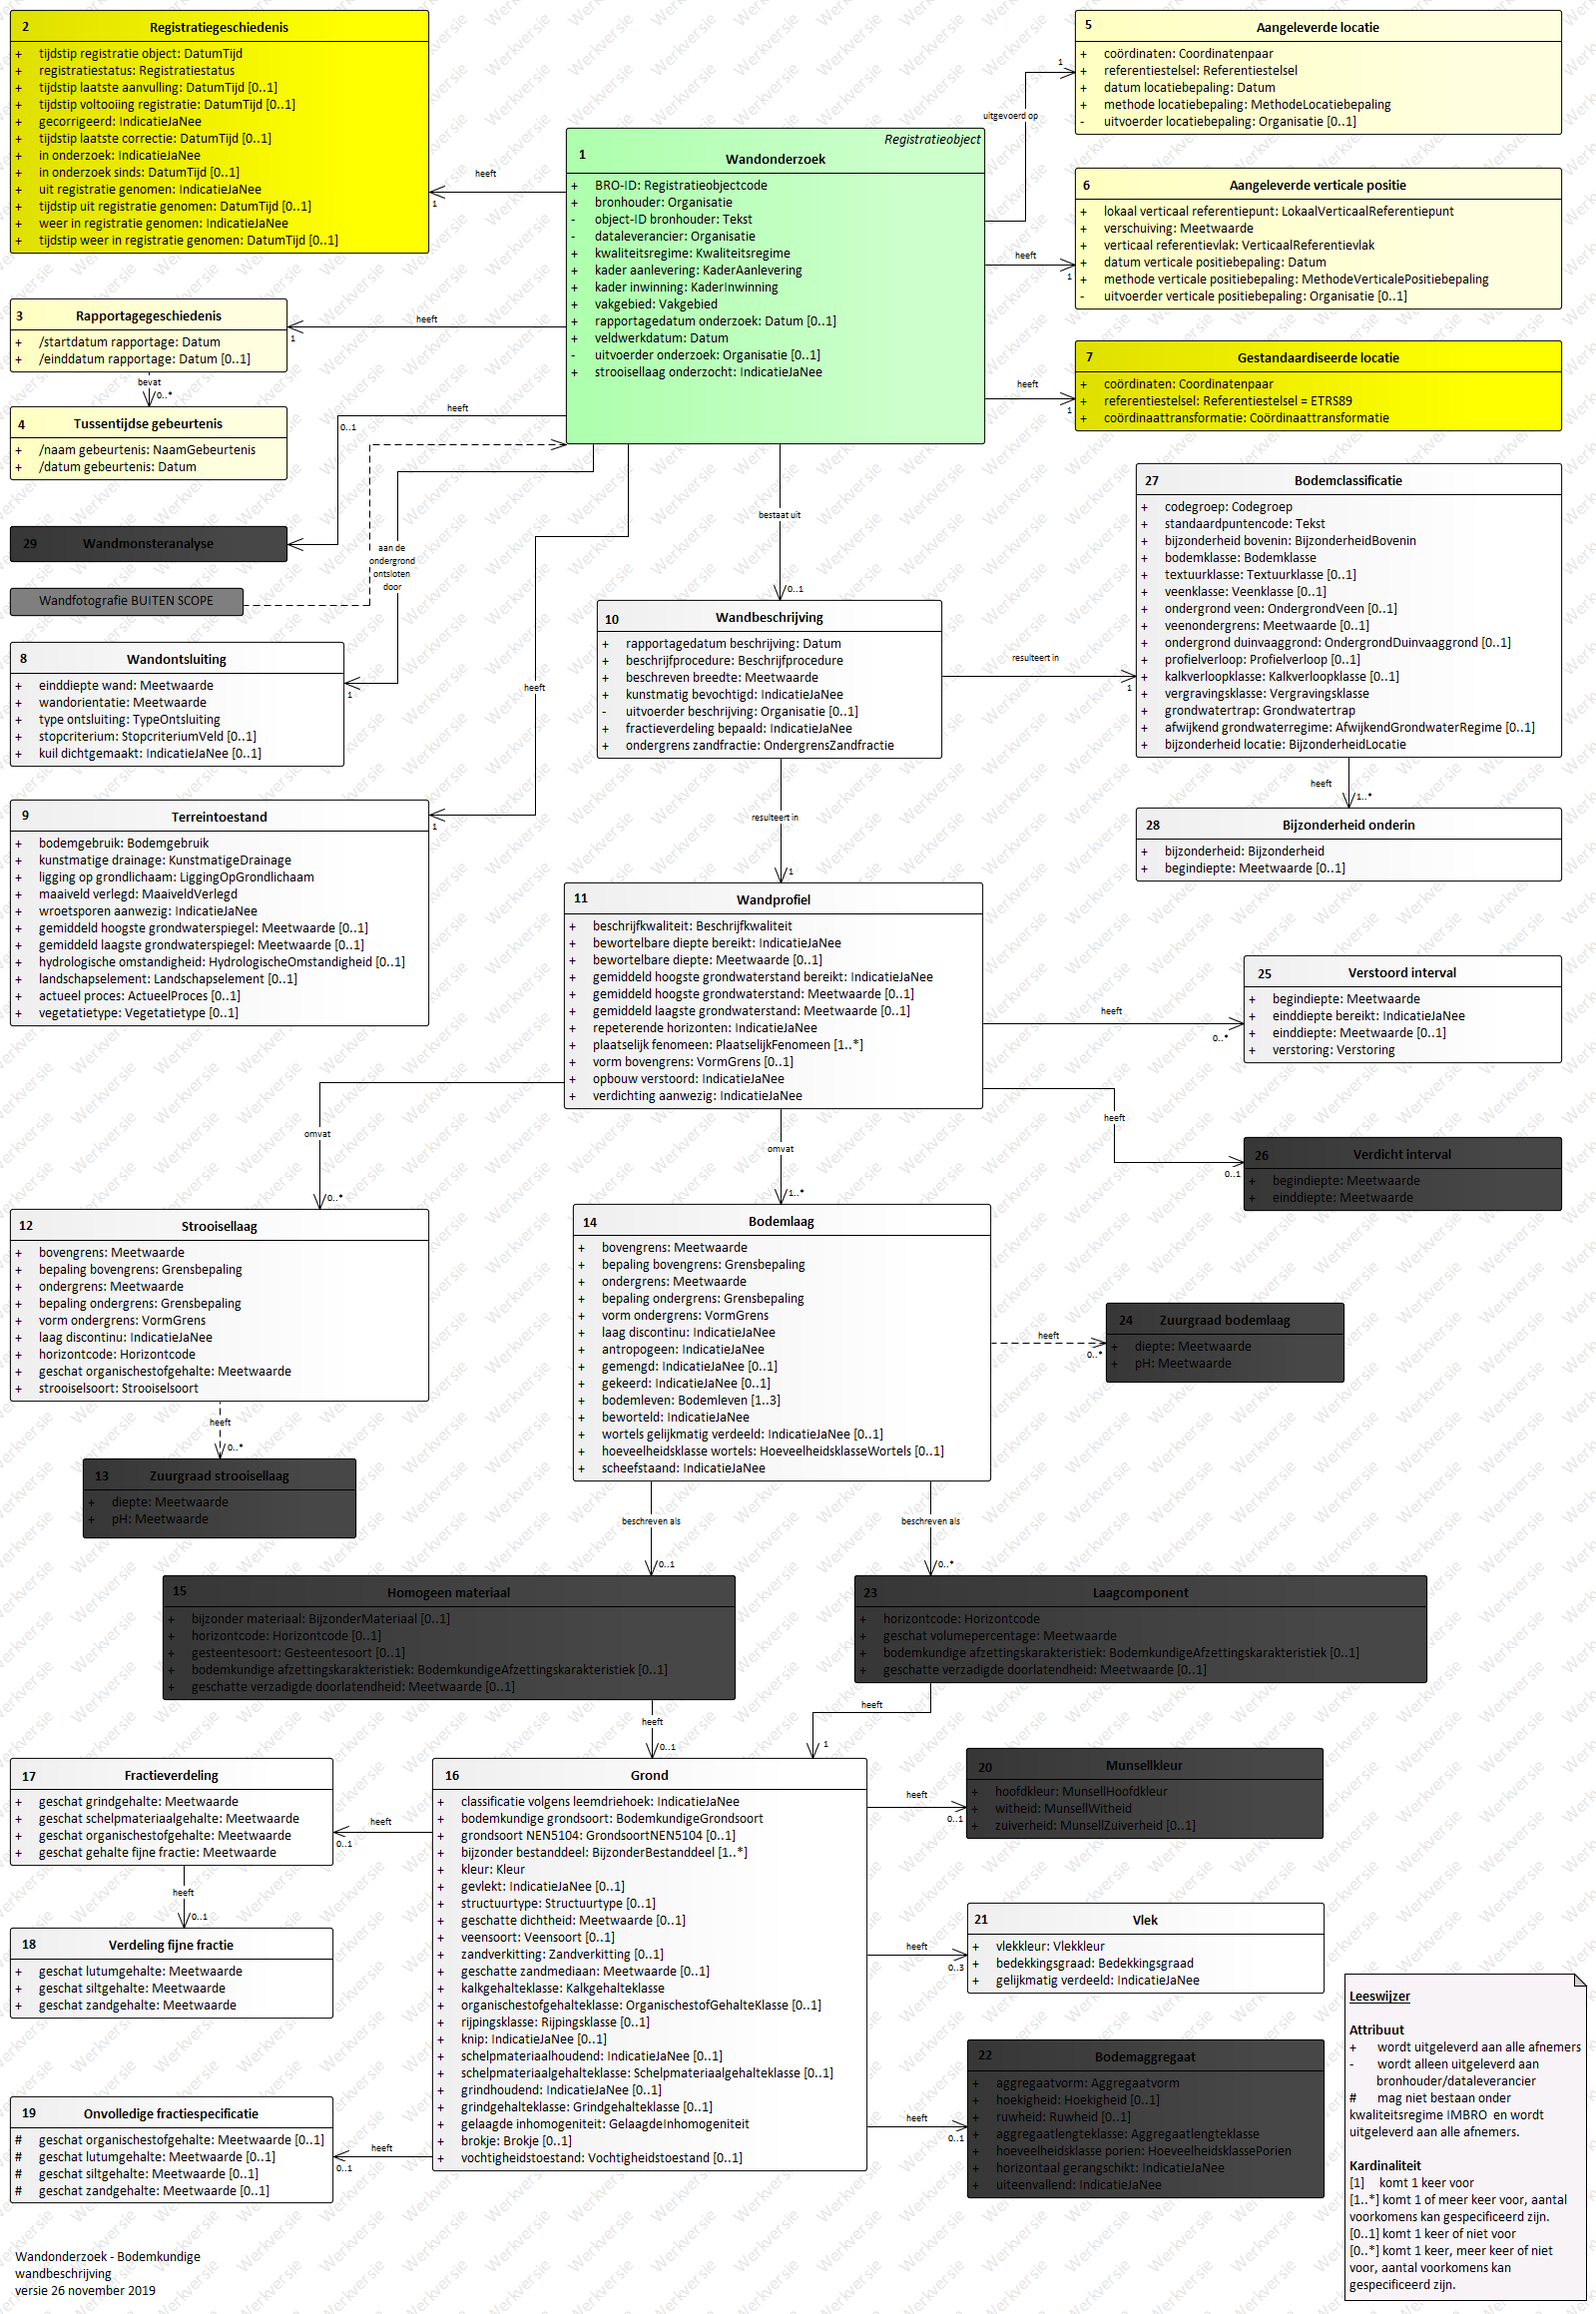 2 Registratiegeschiedenis
+ tijdstip registratie object: DatumTijd
+ registratiestatus: Registratiestatus
+ tijdstip laatste aanvulling: DatumTijd [0..1]
+ tijdstip voltooiing registratie: DatumTijd [0..1]
+ gecorrigeerd: IndicatieJaNee
+ tijdstip laatste correctie: DatumTijd [0..1]
+ in onderzoek: IndicatieJaNee
+ in onderzoek sinds: DatumTijd [0..1]
+ uit registratie genomen: IndicatieJaNee
+ tijdstip uit registratie genomen: DatumTijd [0..1]
+ weer in registratie genomen: IndicatieJaNee
+ tijdstip weer in registratie genomen: DatumTijd [0..1]
heeft
1
Registratieobject
1 Wandonderzoek
+ BRO-ID: Registratieobjectcode
+ bronhouder: Organisatie
- object-ID bronhouder: Tekst
- dataleverancier: Organisatie
+ kwaliteitsregime: Kwaliteitsregime
+ kader aanlevering: KaderAanlevering
+ kader inwinning: KaderInwinning
+ vakgebied: Vakgebied
+ rapportagedatum onderzoek: Datum [0..1]
+ veldwerkdatum: Datum
- uitvoerder onderzoek: Organisatie [0..1]
+ strooisellaag onderzocht: IndicatieJaNee
uitgevoerd op
1
5 Aangeleverde locatie
+ coördinaten: Coordinatenpaar
+ referentiestelsel: Referentiestelsel
+ datum locatiebepaling: Datum
+ methode locatiebepaling: MethodeLocatiebepaling
- uitvoerder locatiebepaling: Organisatie [0..1]
heeft
1
6 Aangeleverde verticale positie
+ lokaal verticaal referentiepunt: LokaalVerticaalReferentiepunt
+ verschuiving: Meetwaarde
+ verticaal referentievlak: VerticaalReferentievlak
+ datum verticale positiebepaling: Datum
+ methode verticale positiebepaling: MethodeVerticalePositiebepaling
- uitvoerder verticale positiebepaling: Organisatie [0..1]
heeft
1
7 Gestandaardiseerde locatie
+ coördinaten: Coordinatenpaar
+ referentiestelsel: Referentiestelsel = ETRS89
+ coördinaattransformatie: Coördinaattransformatie
heeft
1
3 Rapportagegeschiedenis
+ /startdatum rapportage: Datum
+ /einddatum rapportage: Datum [0..1]
bevat
0..*
4 Tussentijdse gebeurtenis
+ /naam gebeurtenis: NaamGebeurtenis
+ /datum gebeurtenis: Datum
heeft
0..1
29 Wandmonsteranalyse
Wandfotografie BUITEN SCOPE
aan de
ondergrond
ontsloten
door
1
8 Wandontsluiting
+ einddiepte wand: Meetwaarde
+ wandorientatie: Meetwaarde
+ type ontsluiting: TypeOntsluiting
+ stopcriterium: StopcriteriumVeld [0..1]
+ kuil dichtgemaakt: IndicatieJaNee [0..1]
heeft
1
9 Terreintoestand
+ bodemgebruik: Bodemgebruik
+ kunstmatige drainage: KunstmatigeDrainage
+ ligging op grondlichaam: LiggingOpGrondlichaam
+ maaiveld verlegd: MaaiveldVerlegd
+ wroetsporen aanwezig: IndicatieJaNee
+ gemiddeld hoogste grondwaterspiegel: Meetwaarde [0..1]
+ gemiddeld laagste grondwaterspiegel: Meetwaarde [0..1]
+ hydrologische omstandigheid: HydrologischeOmstandigheid [0..1]
+ landschapselement: Landschapselement [0..1]
+ actueel proces: ActueelProces [0..1]
+ vegetatietype: Vegetatietype [0..1]
bestaat uit
0..1
10 Wandbeschrijving
+ rapportagedatum beschrijving: Datum
+ beschrijfprocedure: Beschrijfprocedure
+ beschreven breedte: Meetwaarde
+ kunstmatig bevochtigd: IndicatieJaNee
- uitvoerder beschrijving: Organisatie [0..1]
+ fractieverdeling bepaald: IndicatieJaNee
+ ondergrens zandfractie: OndergrensZandfractie
resulteert in
1
27 Bodemclassificatie
+ codegroep: Codegroep
+ standaardpuntencode: Tekst
+ bijzonderheid bovenin: BijzonderheidBovenin
+ bodemklasse: Bodemklasse
+ textuurklasse: Textuurklasse [0..1]
+ veenklasse: Veenklasse [0..1]
+ ondergrond veen: OndergrondVeen [0..1]
+ veenondergrens: Meetwaarde [0..1]
+ ondergrond duinvaaggrond: OndergrondDuinvaaggrond [0..1]
+ profielverloop: Profielverloop [0..1]
+ kalkverloopklasse: Kalkverloopklasse [0..1]
+ vergravingsklasse: Vergravingsklasse
+ grondwatertrap: Grondwatertrap
+ afwijkend grondwaterregime: AfwijkendGrondwaterRegime [0..1]
+ bijzonderheid locatie: BijzonderheidLocatie
heeft
1..*
28 Bijzonderheid onderin
+ bijzonderheid: Bijzonderheid
+ begindiepte: Meetwaarde [0..1]
resulteert in
1
11 Wandprofiel
+ beschrijfkwaliteit: Beschrijfkwaliteit
+ bewortelbare diepte bereikt: IndicatieJaNee
+ bewortelbare diepte: Meetwaarde [0..1]
+ gemiddeld hoogste grondwaterstand bereikt: IndicatieJaNee
+ gemiddeld hoogste grondwaterstand: Meetwaarde [0..1]
+ gemiddeld laagste grondwaterstand: Meetwaarde [0..1]
+ repeterende horizonten: IndicatieJaNee
+ plaatselijk fenomeen: PlaatselijkFenomeen [1..*]
+ vorm bovengrens: VormGrens [0..1]
+ opbouw verstoord: IndicatieJaNee
+ verdichting aanwezig: IndicatieJaNee
heeft
0..*
25 Verstoord interval
+ begindiepte: Meetwaarde
+ einddiepte bereikt: IndicatieJaNee
+ einddiepte: Meetwaarde [0..1]
+ verstoring: Verstoring
heeft
0..1
26 Verdicht interval
+ begindiepte: Meetwaarde
+ einddiepte: Meetwaarde
omvat
0..*
12 Strooisellaag
+ bovengrens: Meetwaarde
+ bepaling bovengrens: Grensbepaling
+ ondergrens: Meetwaarde
+ bepaling ondergrens: Grensbepaling
+ vorm ondergrens: VormGrens
+ laag discontinu: IndicatieJaNee
+ horizontcode: Horizontcode
+ geschat organischestofgehalte: Meetwaarde
+ strooiselsoort: Strooiselsoort
heeft
0..*
13 Zuurgraad strooisellaag
+ diepte: Meetwaarde
+ pH: Meetwaarde
omvat
1..*
14 Bodemlaag
+ bovengrens: Meetwaarde
+ bepaling bovengrens: Grensbepaling
+ ondergrens: Meetwaarde
+ bepaling ondergrens: Grensbepaling
+ vorm ondergrens: VormGrens
+ laag discontinu: IndicatieJaNee
+ antropogeen: IndicatieJaNee
+ gemengd: IndicatieJaNee [0..1]
+ gekeerd: IndicatieJaNee [0..1]
+ bodemleven: Bodemleven [1..3]
+ beworteld: IndicatieJaNee
+ wortels gelijkmatig verdeeld: IndicatieJaNee [0..1]
+ hoeveelheidsklasse wortels: HoeveelheidsklasseWortels [0..1]
+ scheefstaand: IndicatieJaNee
heeft
0..*
24 Zuurgraad bodemlaag
+ diepte: Meetwaarde
+ pH: Meetwaarde
beschreven als
0..1
beschreven als
0..*
15 Homogeen materiaal
+ bijzonder materiaal: BijzonderMateriaal [0..1]
+ horizontcode: Horizontcode [0..1]
+ gesteentesoort: Gesteentesoort [0..1]
+ bodemkundige afzettingskarakteristiek: BodemkundigeAfzettingskarakteristiek [0..1]
+ geschatte verzadigde doorlatendheid: Meetwaarde [0..1]
23 Laagcomponent
+ horizontcode: Horizontcode
+ geschat volumepercentage: Meetwaarde
+ bodemkundige afzettingskarakteristiek: BodemkundigeAfzettingskarakteristiek [0..1]
+ geschatte verzadigde doorlatendheid: Meetwaarde [0..1]
heeft
0..1
heeft
1
17 Fractieverdeling
+ geschat grindgehalte: Meetwaarde
+ geschat schelpmateriaalgehalte: Meetwaarde
+ geschat organischestofgehalte: Meetwaarde
+ geschat gehalte fijne fractie: Meetwaarde
heeft
0..1
heeft
0..1
18 Verdeling fijne fractie
+ geschat lutumgehalte: Meetwaarde
+ geschat siltgehalte: Meetwaarde
+ geschat zandgehalte: Meetwaarde
19 Onvolledige fractiespecificatie
# geschat organischestofgehalte: Meetwaarde [0..1]
# geschat lutumgehalte: Meetwaarde [0..1]
# geschat siltgehalte: Meetwaarde [0..1]
# geschat zandgehalte: Meetwaarde [0..1]
heeft
0..1
16 Grond
+ classificatie volgens leemdriehoek: IndicatieJaNee
+ bodemkundige grondsoort: BodemkundigeGrondsoort
+ grondsoort NEN5104: GrondsoortNEN5104 [0..1]
+ bijzonder bestanddeel: BijzonderBestanddeel [1..*]
+ kleur: Kleur
+ gevlekt: IndicatieJaNee [0..1]
+ structuurtype: Structuurtype [0..1]
+ geschatte dichtheid: Meetwaarde [0..1]
+ veensoort: Veensoort [0..1]
+ zandverkitting: Zandverkitting [0..1]
+ geschatte zandmediaan: Meetwaarde [0..1]
+ kalkgehalteklasse: Kalkgehalteklasse
+ organischestofgehalteklasse: OrganischestofGehalteKlasse [0..1]
+ rijpingsklasse: Rijpingsklasse [0..1]
+ knip: IndicatieJaNee [0..1]
+ schelpmateriaalhoudend: IndicatieJaNee [0..1]
+ schelpmateriaalgehalteklasse: Schelpmateriaalgehalteklasse [0..1]
+ grindhoudend: IndicatieJaNee [0..1]
+ grindgehalteklasse: Grindgehalteklasse [0..1]
+ gelaagde inhomogeniteit: GelaagdeInhomogeniteit
+ brokje: Brokje [0..1]
+ vochtigheidstoestand: Vochtigheidstoestand [0..1]
heeft
0..1
20 Munsellkleur
+ hoofdkleur: MunsellHoofdkleur
+ witheid: MunsellWitheid
+ zuiverheid: MunsellZuiverheid [0..1]
heeft
0..3
21 Vlek
+ vlekkleur: Vlekkleur
+ bedekkingsgraad: Bedekkingsgraad
+ gelijkmatig verdeeld: IndicatieJaNee
heeft
0..1
22 Bodemaggregaat
+ aggregaatvorm: Aggregaatvorm
+ hoekigheid: Hoekigheid [0..1]
+ ruwheid: Ruwheid [0..1]
+ aggregaatlengteklasse: Aggregaatlengteklasse
+ hoeveelheidsklasse porien: HoeveelheidsklassePorien
+ horizontaal gerangschikt: IndicatieJaNee
+ uiteenvallend: IndicatieJaNee
Leeswijzer
Attribuut
+ wordt uitgeleverd aan alle afnemers
- wordt alleen uitgeleverd aan
bronhouder/dataleverancier
# mag niet bestaan onder
kwaliteitsregime IMBRO en wordt
uitgeleverd aan alle afnemers.
Kardinaliteit
[1] komt 1 keer voor
[1..*] komt 1 of meer keer voor, aantal
voorkomens kan gespecificeerd zijn.
[0..1] komt 1 keer of niet voor
[0..*] komt 1 keer, meer keer of niet
voor, aantal voorkomens kan
gespecificeerd zijn.
Wandonderzoek - Bodemkundige
wandbeschrijving
versie 26 november 2019
Werkversie